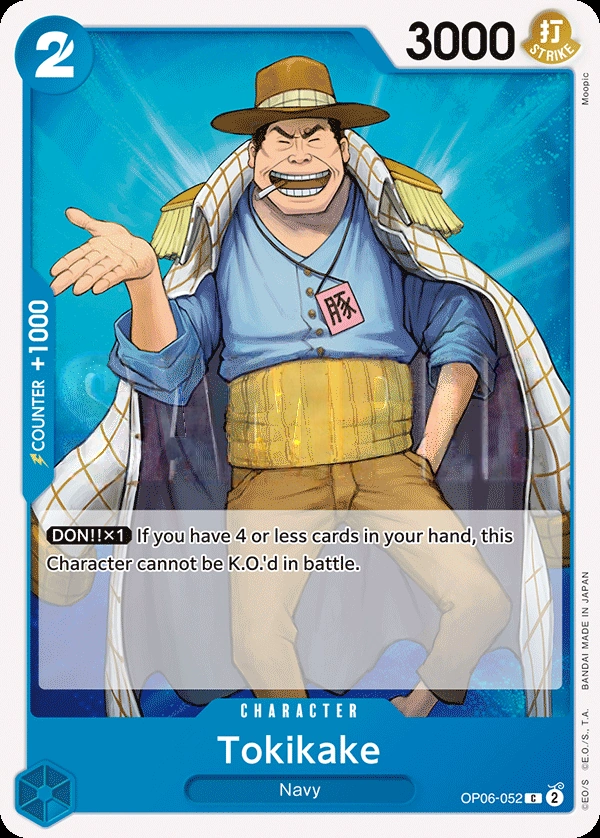 2
3000
打
STRIKE
Moopic
豚
COUNTER +1000
DON!!×1 If you have 4 or less cards in your hand, this
Character cannot be K.O.'d in battle.
CHARACTER
Tokikake
Navy
OP06-052 C 2
©EO/S ©E.O./S., T.A. BANDAI MADE IN JAPAN